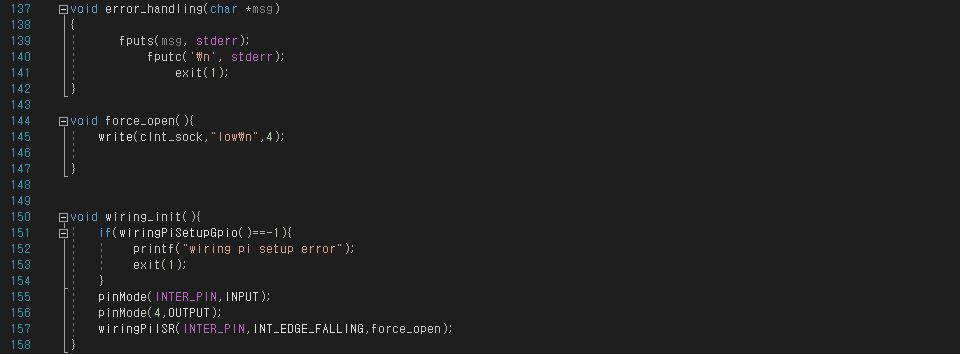 137 void error_handling(char *msg)
138 {
139 fputs(msg, stderr);
140 fputc('₩n', stderr);
141 exit(1);
142 }
143
144 void force_open(){
145 write(clnt_sock,"low₩n",4);
146
147 }
148
149
150 void wiring_init(){
151 if(wiringPiSetupGpio()==-1){
152 printf("wiring pi setup error");
153 exit(1);
154 }
155 pinMode(INTER_PIN,INPUT);
156 pinMode(4,OUTPUT);
157 wiringPiISR(INTER_PIN,INT_EDGE_FALLING,force_open);
158 }